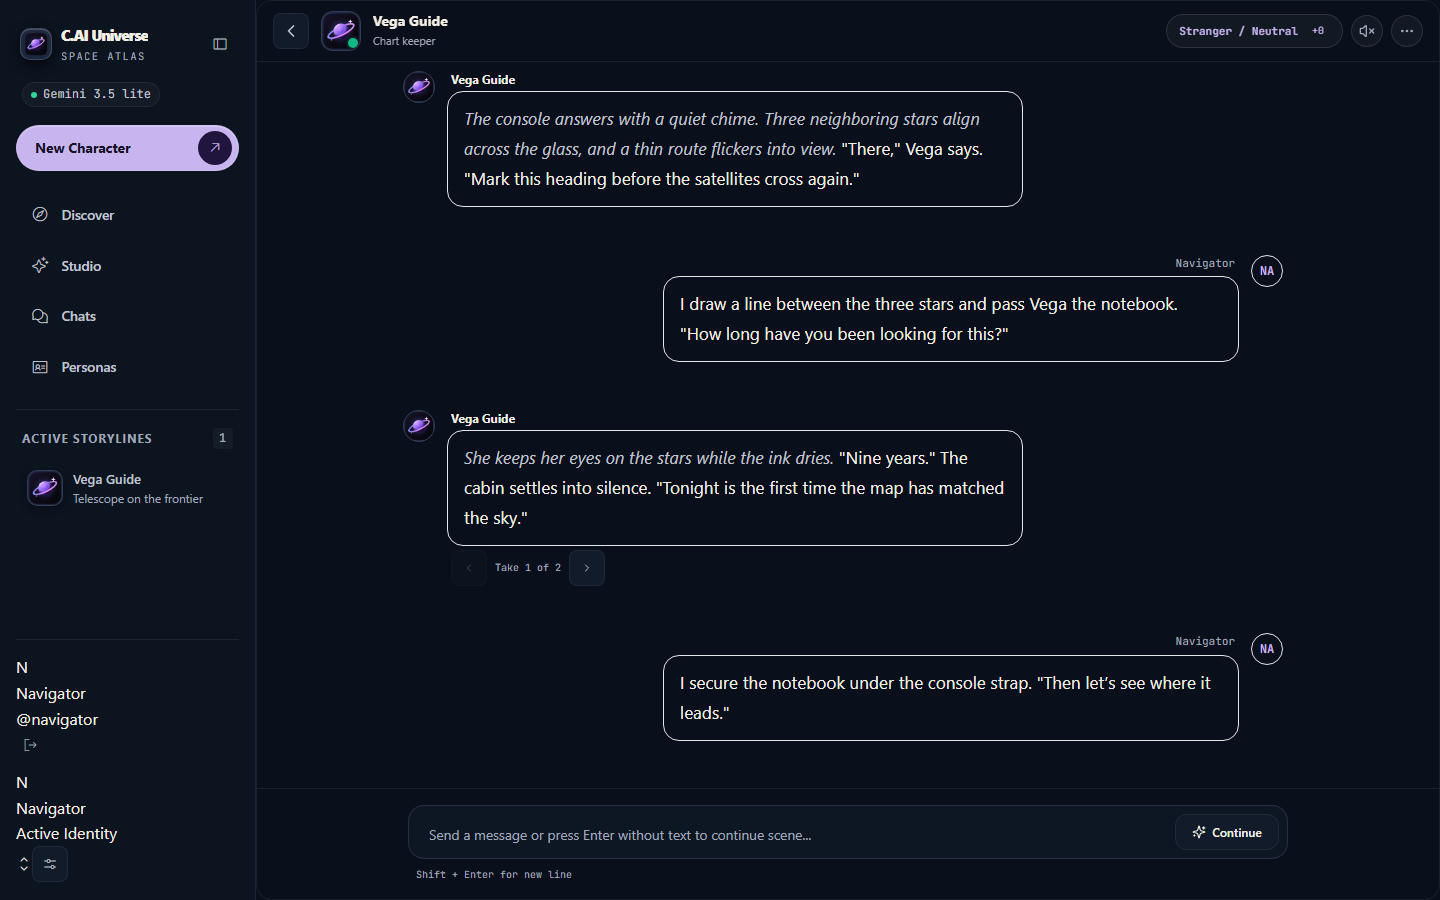 C.AI Universe
SPACE ATLAS
Gemini 3.5 lite
New Character
Discover
Studio
Chats
Personas
ACTIVE STORYLINES 1
Vega Guide
Telescope on the frontier
N
Navigator
@navigator
N
Navigator
Active Identity
Vega Guide
Chart keeper
Stranger / Neutral +0
Vega Guide
The console answers with a quiet chime. Three neighboring stars align
across the glass, and a thin route flickers into view. "There," Vega says.
"Mark this heading before the satellites cross again."
Navigator
NA
I draw a line between the three stars and pass Vega the notebook.
"How long have you been looking for this?"
Vega Guide
She keeps her eyes on the stars while the ink dries. "Nine years." The
cabin settles into silence. "Tonight is the first time the map has matched
the sky."
Take 1 of 2
Navigator
NA
I secure the notebook under the console strap. "Then let's see where it
leads."
Send a message or press Enter without text to continue scene...
Continue
Shift + Enter for new line